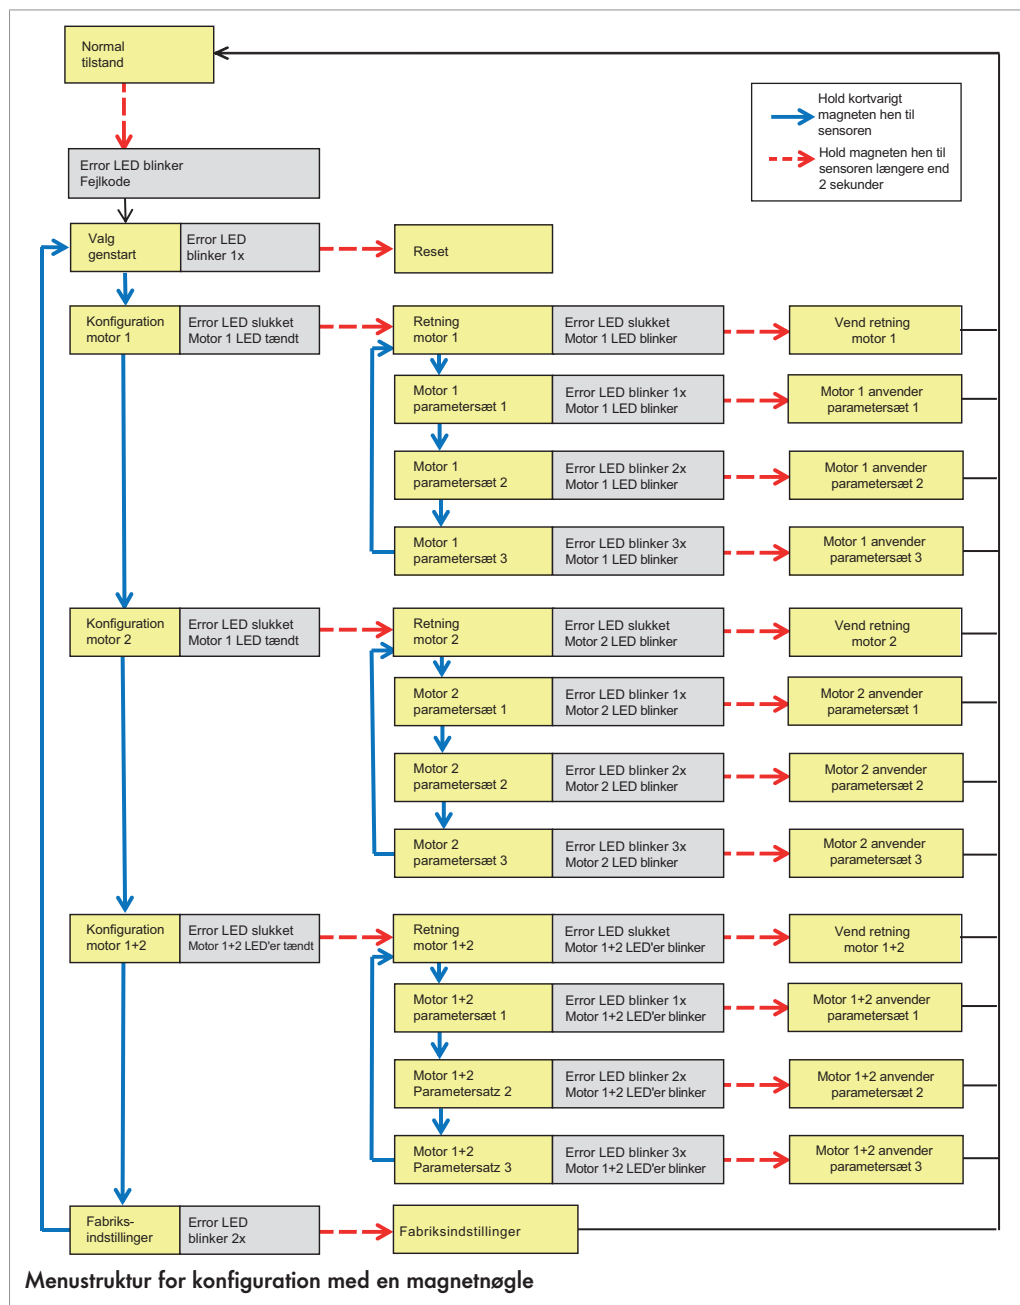 Normal
tilstand
Hold kortvarigt
magneten hen til
sensoren
Hold magneten hen til
sensoren længere end
2 sekunder
Error LED blinker
Fejlkode
Valg
genstart
Error LED
blinker 1x
Reset
Konfiguration
motor 1
Error LED slukket
Motor 1 LED tændt
Retning
motor 1
Error LED slukket
Motor 1 LED blinker
Vend retning
motor 1
Motor 1
parametersæt 1
Error LED blinker 1x
Motor 1 LED blinker
Motor 1 anvender
parametersæt 1
Motor 1
parametersæt 2
Error LED blinker 2x
Motor 1 LED blinker
Motor 1 anvender
parametersæt 2
Motor 1
parametersæt 3
Error LED blinker 3x
Motor 1 LED blinker
Motor 1 anvender
parametersæt 3
Konfiguration
motor 2
Error LED slukket
Motor 1 LED tændt
Retning
motor 2
Error LED slukket
Motor 2 LED blinker
Vend retning
motor 2
Motor 2
parametersæt 1
Error LED blinker 1x
Motor 2 LED blinker
Motor 2 anvender
parametersæt 1
Motor 2
parametersæt 2
Error LED blinker 2x
Motor 2 LED blinker
Motor 2 anvender
parametersæt 2
Motor 2
parametersæt 3
Error LED blinker 3x
Motor 2 LED blinker
Motor 2 anvender
parametersæt 3
Konfiguration
motor 1+2
Error LED slukket
Motor 1+2 LED'er tændt
Retning
motor 1+2
Error LED slukket
Motor 1+2 LED'er blinker
Vend retning
motor 1+2
Motor 1+2
parametersæt 1
Error LED blinker 1x
Motor 1+2 LED'er blinker
Motor 1+2 anvender
parametersæt 1
Motor 1+2
Parametersatz 2
Error LED blinker 2x
Motor 1+2 LED'er blinker
Motor 1+2 anvender
parametersæt 2
Motor 1+2
Parametersatz 3
Error LED blinker 3x
Motor 1+2 LED'er blinker
Motor 1+2 anvender
parametersæt 3
Fabriks-
indstillinger
Error LED
blinker 2x
Fabriksindstillinger
Menustruktur for konfiguration med en magnetnøgle